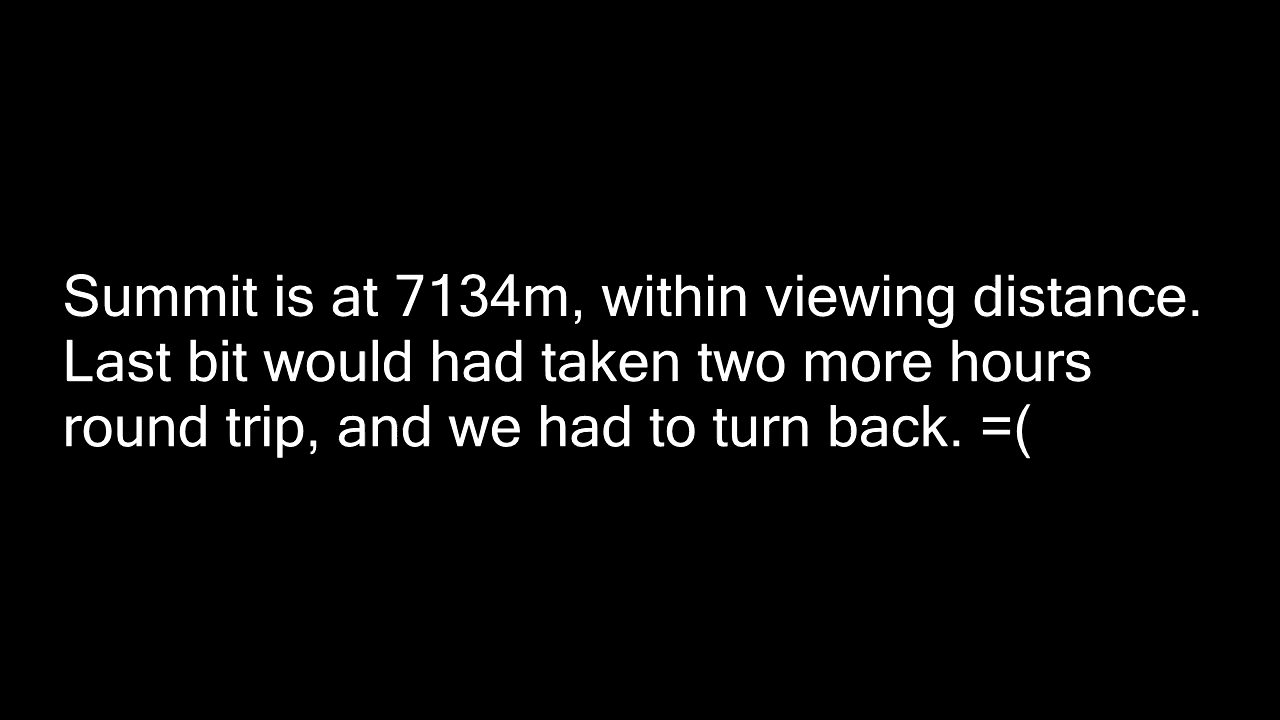 Summit is at 7134m, within viewing distance.
Last bit would had taken two more hours
round trip, and we had to turn back. =(